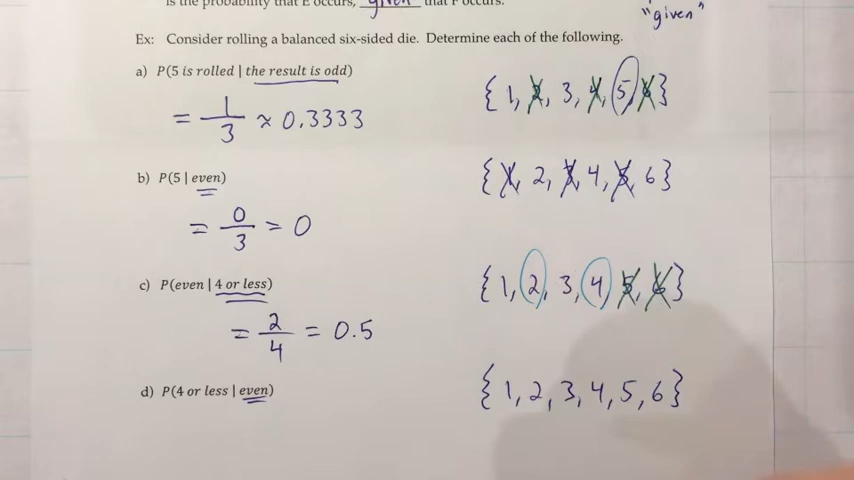 is the probability that E occurs, given that F occurs.
"given"
Ex: Consider rolling a balanced six-sided die. Determine each of the following.
a) P(5 is rolled | the result is odd)
{1, 2, 3, 4, 5, 6}
= 1/3 ≈ 0.3333
b) P(5 | even)
{1, 2, 3, 4, 5, 6}
= 0/3 = 0
c) P(even | 4 or less)
{1, 2, 3, 4, 5, 6}
= 2/4 = 0.5
d) P(4 or less | even)
{1, 2, 3, 4, 5, 6}